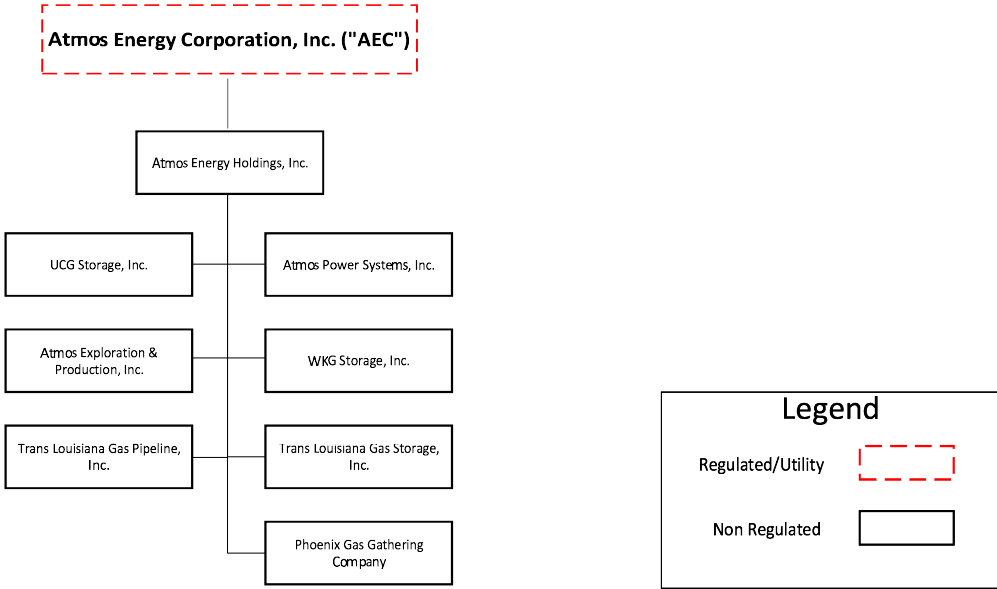 Atmos Energy Corporation, Inc. ("AEC")
Atmos Energy Holdings, Inc.
UCG Storage, Inc.
Atmos Power Systems, Inc.
Atmos Exploration &
Production, Inc.
WKG Storage, Inc.
Trans Louisiana Gas Pipeline,
Inc.
Trans Louisiana Gas Storage,
Inc.
Phoenix Gas Gathering
Company
Legend
Regulated/Utility
Non Regulated